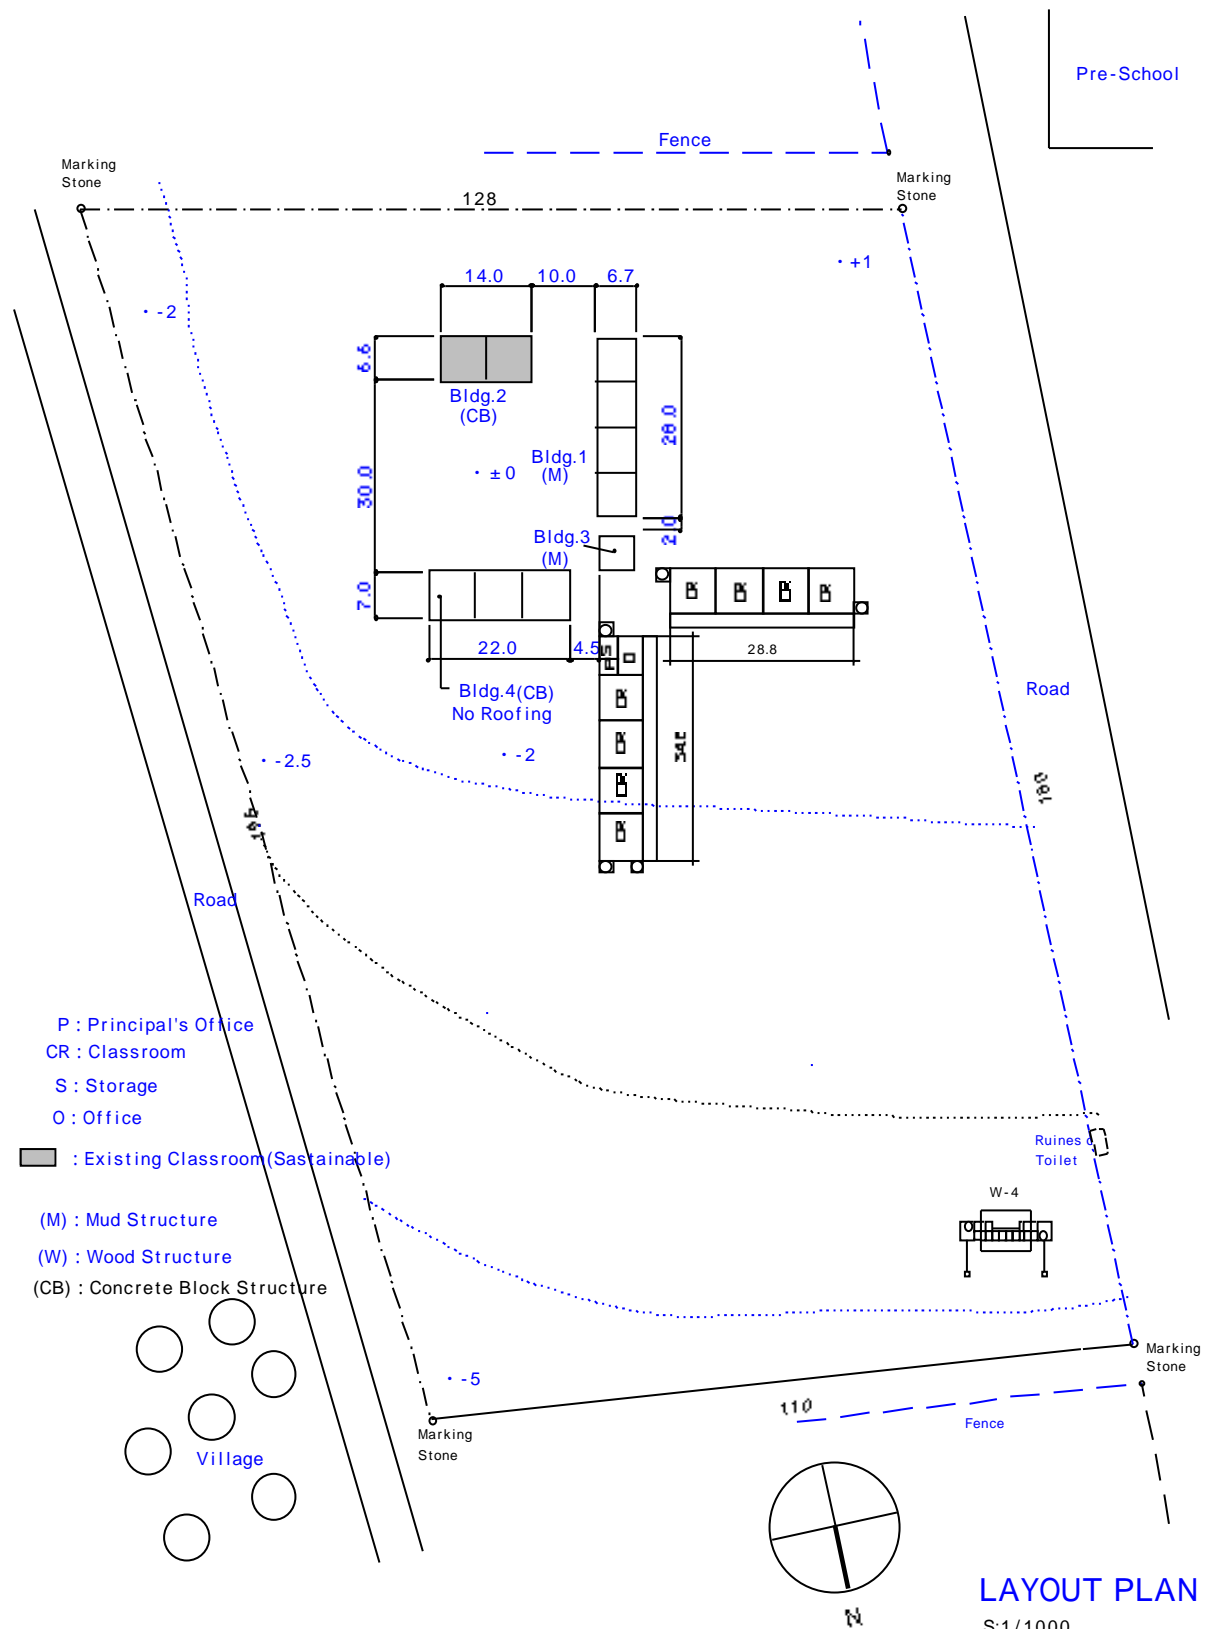 Pre-School
Fence
Marking
Stone
Marking
Stone
128
+1
14.0
10.0
6.7
-2
6.6
Bldg.2
(CB)
28.0
Bldg.1
(M)
±0
30.0
2.0
Bldg.3
(M)
7.0
CR
CR
CR
CR
22.0
4.5
PS
O
28.8
Bldg.4(CB)
No Roofing
CR
Road
-2.5
-2
CR
CR
180
CR
Road
P : Principal's Office
CR : Classroom
S : Storage
O : Office
Ruines
Toilet
: Existing Classroom(Sastainable)
W-4
(M) : Mud Structure
(W) : Wood Structure
(CB) : Concrete Block Structure
Marking
Stone
-5
110
Fence
Marking
Stone
Village
N
LAYOUT PLAN
S:1/1000